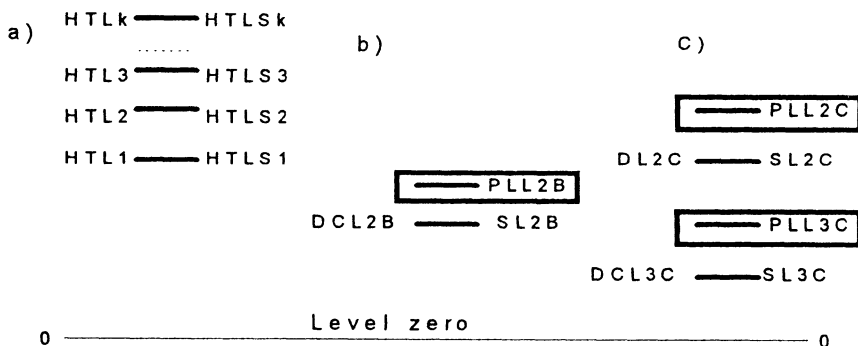 a)
HTLk HTLSk
.......
HTL3 HTLS3
HTL2 HTLS2
HTL1 HTLS1
b)
PLL2B
DCL2B SL2B
C)
PLL2C
DL2C SL2C
PLL3C
DCL3C SL3C
Level zero
0 0